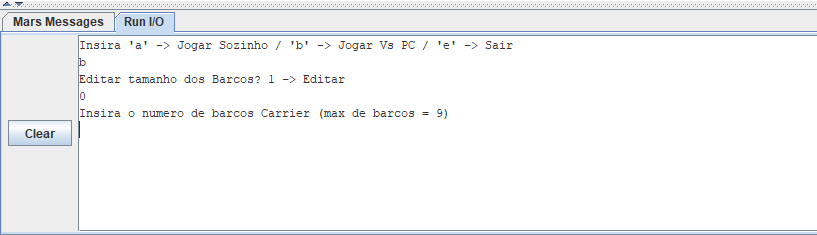 Mars Messages Run I/O
Insira 'a' -> Jogar Sozinho / 'b' -> Jogar Vs PC / 'e' -> Sair
b
Editar tamanho dos Barcos? 1 -> Editar
0
Insira o numero de barcos Carrier (max de barcos = 9)
Clear